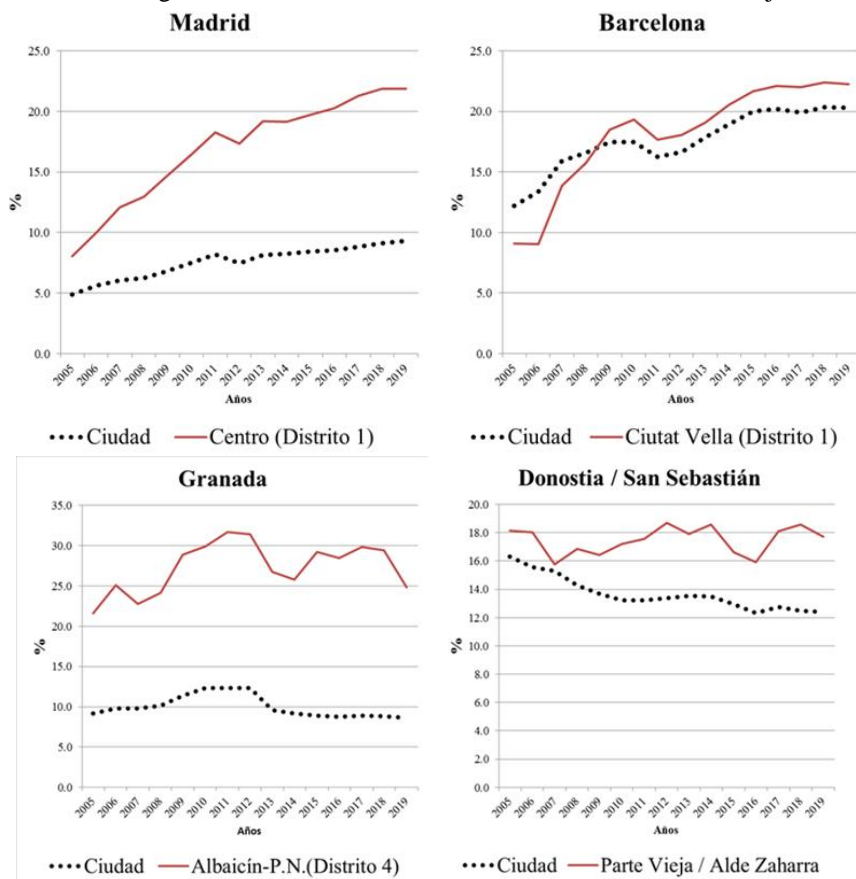 Madrid
25.0
20.0
15.0
10.0
5.0
0.0
%
2005 2006 2007 2008 2009 2010 2011 2012 2013 2014 2015 2016 2017 2018 2019
Años
Ciudad Centro (Distrito 1)
Barcelona
25.0
20.0
15.0
10.0
5.0
0.0
%
2005 2006 2007 2008 2009 2010 2011 2012 2013 2014 2015 2016 2017 2018 2019
Años
Ciudad Ciutat Vella (Distrito 1)
Granada
35.0
30.0
25.0
20.0
15.0
10.0
5.0
0.0
%
2005 2006 2007 2008 2009 2010 2011 2012 2013 2014 2015 2016 2017 2018 2019
Años
Ciudad Albaicín-P.N.(Distrito 4)
Donostia / San Sebastián
20.0
18.0
16.0
14.0
12.0
10.0
8.0
6.0
4.0
2.0
0.0
%
2005 2006 2007 2008 2009 2010 2011 2012 2013 2014 2015 2016 2017 2018 2019
Años
Ciudad Parte Vieja / Alde Zaharra